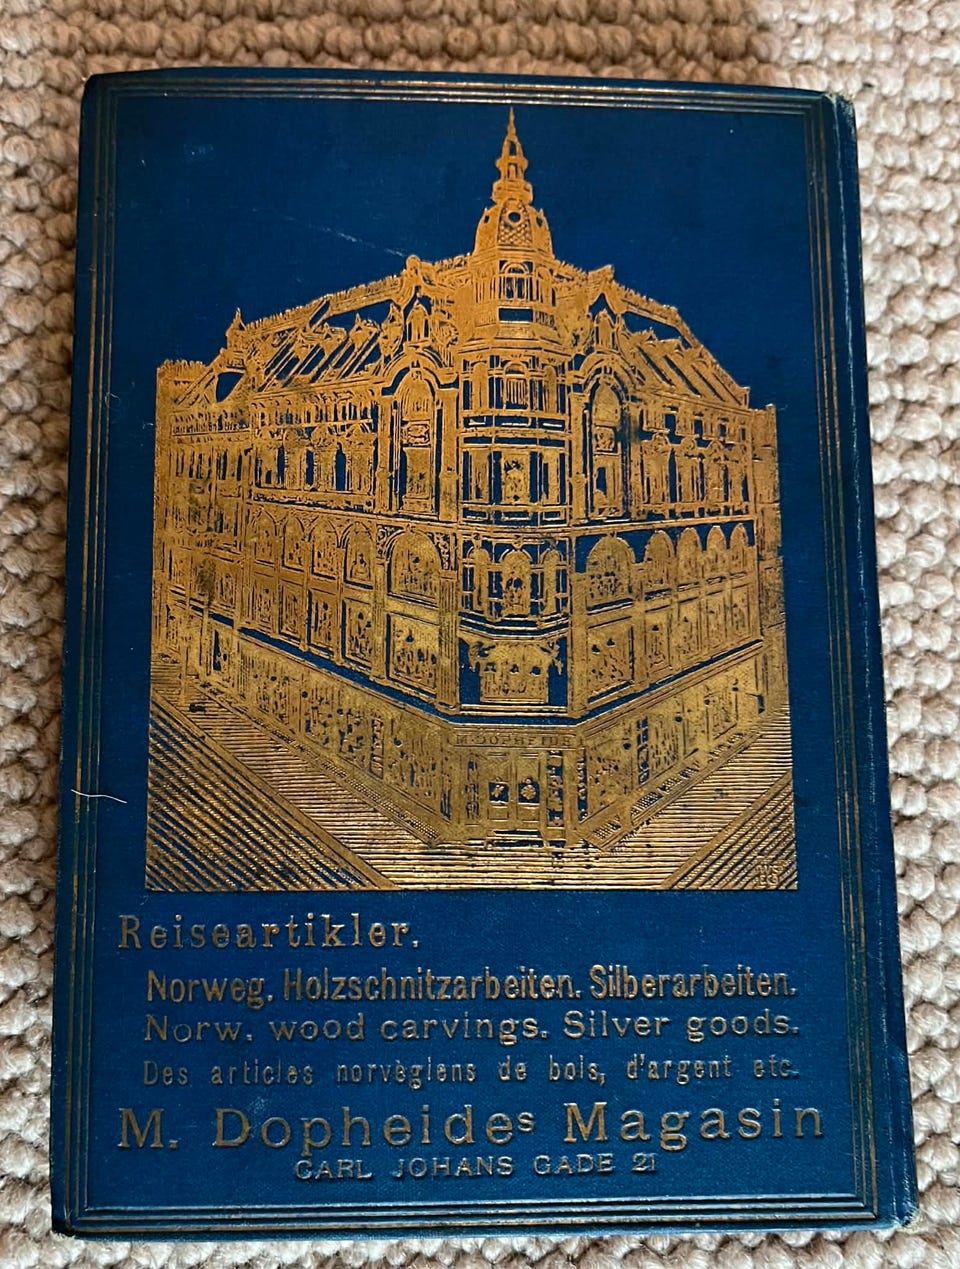 M. DOPHEIDE
Reiseartikler.
Norweg. Holzschnitzarbeiten. Silberarbeiten.
Norw. wood carvings. Silver goods.
Des articles norvègiens de bois, d'argent etc.
M. Dopheides Magasin
CARL JOHANS GADE 21